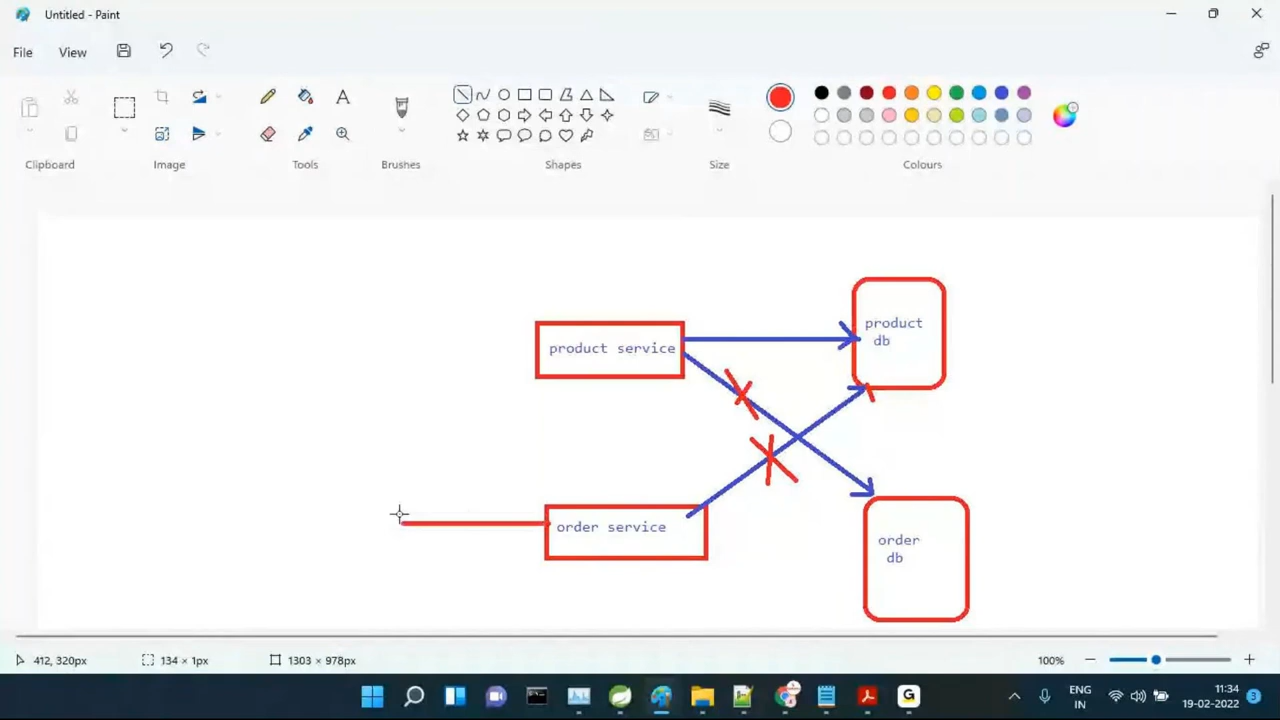 Untitled - Paint
File
View
Clipboard
Image
Tools
Brushes
Shapes
Size
Colours
product service
product
db
order service
order
db
412, 320px
134 × 1px
1303 × 978px
100%
ENG
IN
11:34
19-02-2022
3